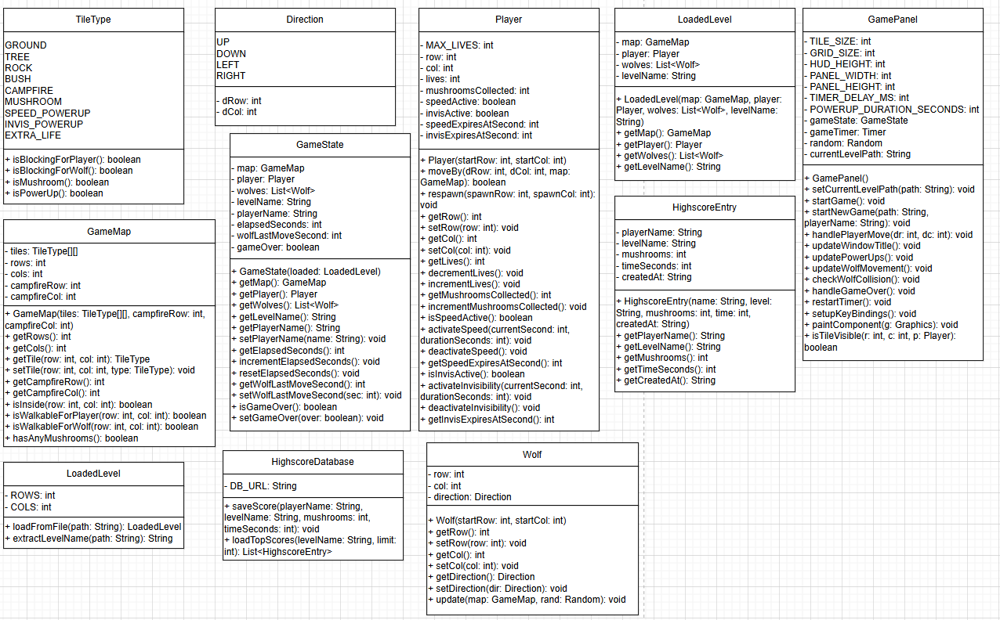 TileType
GROUND
TREE
ROCK
BUSH
CAMPFIRE
MUSHROOM
SPEED_POWERUP
INVIS_POWERUP
EXTRA_LIFE
+ isBlockingForPlayer(): boolean
+ isBlockingForWolf(): boolean
+ isMushroom(): boolean
+ isPowerUp(): boolean
GameMap
- tiles: TileType[][]
- rows: int
- cols: int
- campfireRow: int
- campfireCol: int
+ GameMap(tiles: TileType[][], campfireRow: int,
campfireCol: int)
+ getRows(): int
+ getCols(): int
+ getTile(row: int, col: int): TileType
+ setTile(row: int, col: int, type: TileType): void
+ getCampfireRow(): int
+ getCampfireCol(): int
+ isInside(row: int, col: int): boolean
+ isWalkableForPlayer(row: int, col: int): boolean
+ isWalkableForWolf(row: int, col: int): boolean
+ hasAnyMushrooms(): boolean
LoadedLevel
- ROWS: int
- COLS: int
+ loadFromFile(path: String): LoadedLevel
+ extractLevelName(path: String): String
Direction
UP
DOWN
LEFT
RIGHT
- dRow: int
- dCol: int
GameState
- map: GameMap
- player: Player
- wolves: List<Wolf>
- levelName: String
- playerName: String
- elapsedSeconds: int
- wolfLastMoveSecond: int
- gameOver: boolean
+ GameState(loaded: LoadedLevel)
+ getMap(): GameMap
+ getPlayer(): Player
+ getWolves(): List<Wolf>
+ getLevelName(): String
+ getPlayerName(): String
+ setPlayerName(name: String): void
+ getElapsedSeconds(): int
+ incrementElapsedSeconds(): void
+ resetElapsedSeconds(): void
+ getWolfLastMoveSecond(): int
+ setWolfLastMoveSecond(sec: int): void
+ isGameOver(): boolean
+ setGameOver(over: boolean): void
HighscoreDatabase
- DB_URL: String
+ saveScore(playerName: String,
levelName: String, mushrooms: int,
timeSeconds: int): void
+ loadTopScores(levelName: String, limit:
int): List<HighscoreEntry>
Player
- MAX_LIVES: int
- row: int
- col: int
- lives: int
- mushroomsCollected: int
- speedActive: boolean
- invisActive: boolean
- speedExpiresAtSecond: int
- invisExpiresAtSecond: int
+ Player(startRow: int, startCol: int)
+ moveBy(dRow: int, dCol: int, map:
GameMap): boolean
+ respawn(spawnRow: int, spawnCol: int):
void
+ getRow(): int
+ setRow(row: int): void
+ getCol(): int
+ setCol(col: int): void
+ getLives(): int
+ decrementLives(): void
+ incrementLives(): void
+ getMushroomsCollected(): int
+ incrementMushroomsCollected(): void
+ isSpeedActive(): boolean
+ activateSpeed(currentSecond: int,
durationSeconds: int): void
+ deactivateSpeed(): void
+ getSpeedExpiresAtSecond(): int
+ isInvisActive(): boolean
+ activateInvisibility(currentSecond: int,
durationSeconds: int): void
+ deactivateInvisibility(): void
+ getInvisExpiresAtSecond(): int
Wolf
- row: int
- col: int
- direction: Direction
+ Wolf(startRow: int, startCol: int)
+ getRow(): int
+ setRow(row: int): void
+ getCol(): int
+ setCol(col: int): void
+ getDirection(): Direction
+ setDirection(dir: Direction): void
+ update(map: GameMap, rand: Random): void
LoadedLevel
- map: GameMap
- player: Player
- wolves: List<Wolf>
- levelName: String
+ LoadedLevel(map: GameMap, player:
Player, wolves: List<Wolf>, levelName:
String)
+ getMap(): GameMap
+ getPlayer(): Player
+ getWolves(): List<Wolf>
+ getLevelName(): String
HighscoreEntry
- playerName: String
- levelName: String
- mushrooms: int
- timeSeconds: int
- createdAt: String
+ HighscoreEntry(name: String, level:
String, mushrooms: int, time: int,
createdAt: String)
+ getPlayerName(): String
+ getLevelName(): String
+ getMushrooms(): int
+ getTimeSeconds(): int
+ getCreatedAt(): String
GamePanel
- TILE_SIZE: int
- GRID_SIZE: int
- HUD_HEIGHT: int
- PANEL_WIDTH: int
- PANEL_HEIGHT: int
- TIMER_DELAY_MS: int
- POWERUP_DURATION_SECONDS: int
- gameState: GameState
- gameTimer: Timer
- random: Random
- currentLevelPath: String
+ GamePanel()
+ setCurrentLevelPath(path: String): void
+ startGame(): void
+ startNewGame(path: String,
playerName: String): void
+ handlePlayerMove(dr: int, dc: int): void
+ updateWindowTitle(): void
+ updatePowerUps(): void
+ updateWolfMovement(): void
+ checkWolfCollision(): void
+ handleGameOver(): void
+ restartTimer(): void
+ setupKeyBindings(): void
+ paintComponent(g: Graphics): void
+ isTileVisible(r: int, c: int, p: Player):
boolean